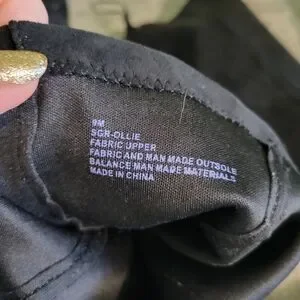 9M
SGR-OLLIE
FABRIC UPPER
FABRIC AND MAN MADE OUTSOLE
BALANCE MAN MADE MATERIALS
MADE IN CHINA